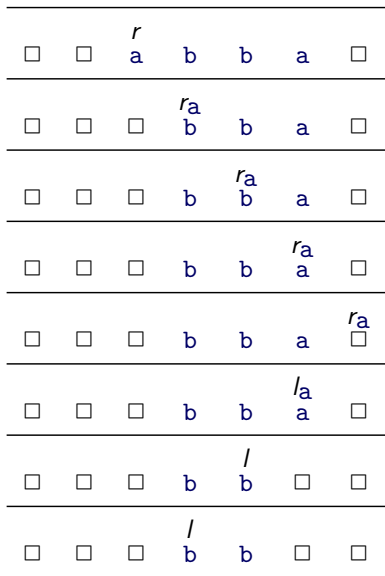 r
□ □ a b b a □
rₐ
□ □ □ b b a □
rₐ
□ □ □ b b a □
rₐ
□ □ □ b b a □
rₐ
□ □ □ b b a □
lₐ
□ □ □ b b a □
l
□ □ □ b b □ □
l
□ □ □ b b □ □